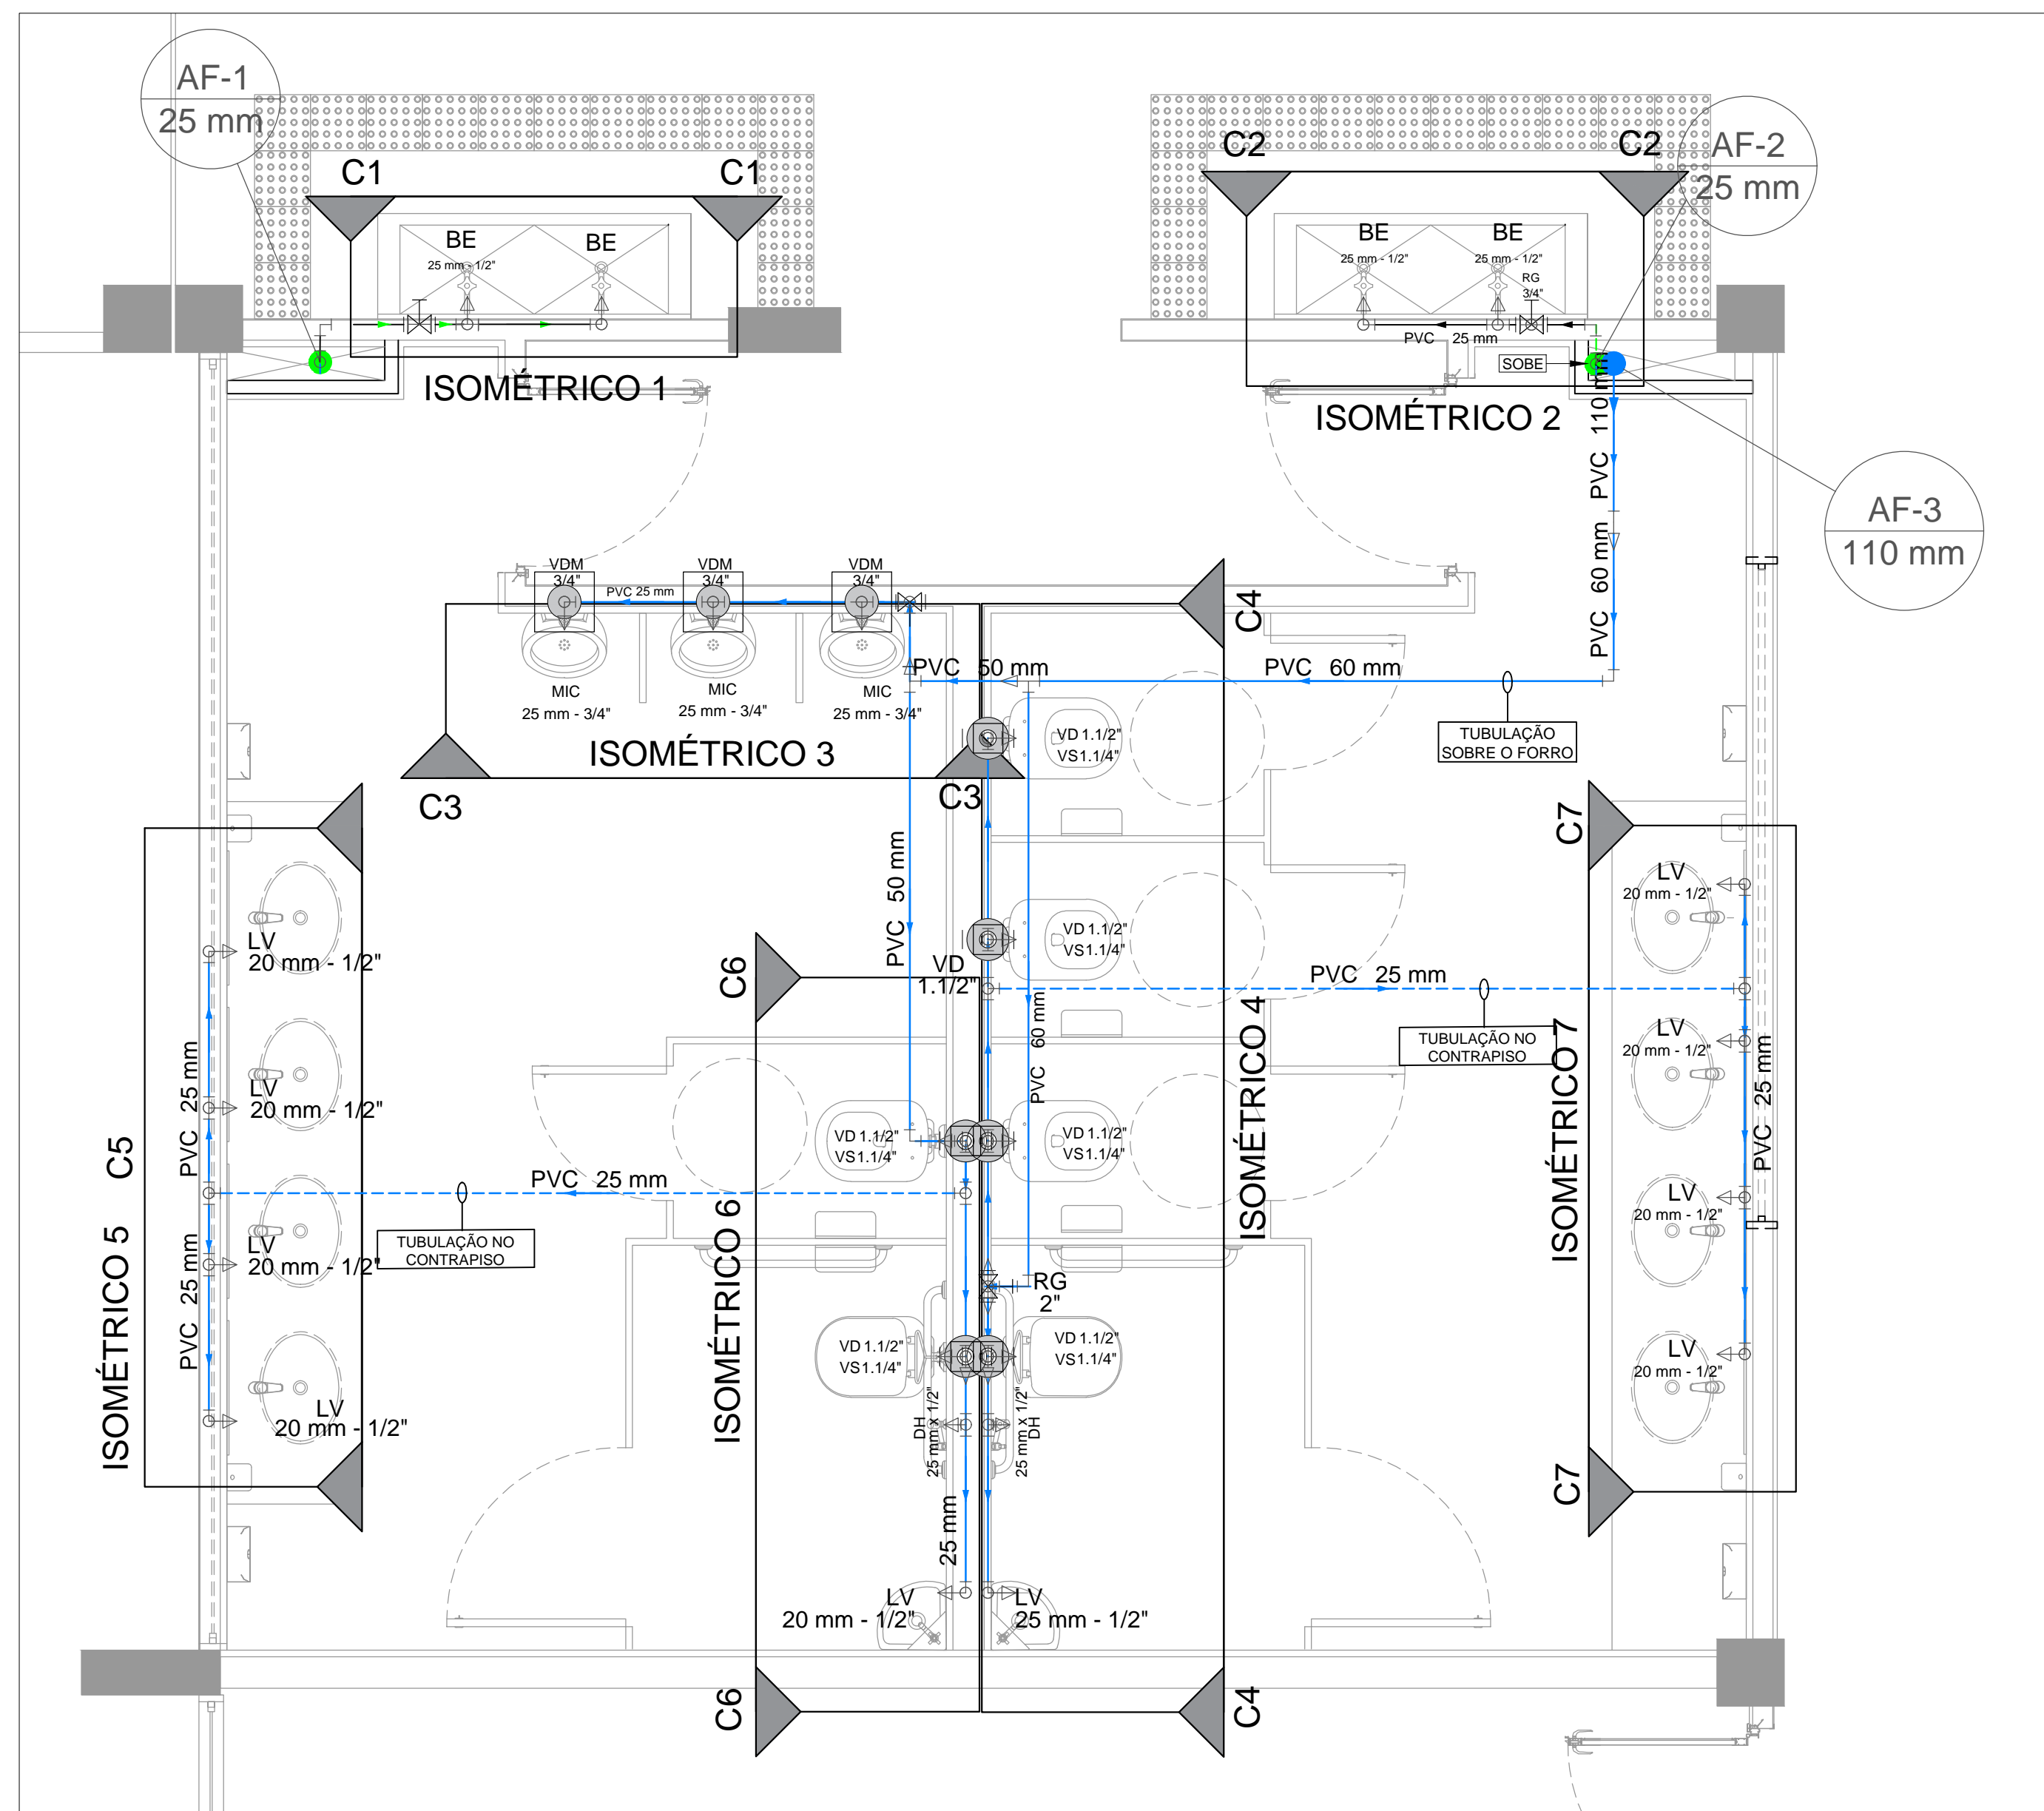 AF-1
25 mm
C1
C1
BE
25 mm - 1/2"
BE
ISOMÉTRICO 1
C2
C2
AF-2
25 mm
BE
25 mm - 1/2"
BE
25 mm - 1/2"
RG
3/4"
PVC 25 mm
SOBE
ISOMÉTRICO 2
PVC 110 mm
AF-3
110 mm
PVC 60 mm
VDM
3/4"
VDM
3/4"
VDM
3/4"
PVC 25 mm
MIC
25 mm - 3/4"
MIC
25 mm - 3/4"
MIC
25 mm - 3/4"
ISOMÉTRICO 3
C3
C3
C4
PVC 50 mm
PVC 60 mm
TUBULAÇÃO
SOBRE O FORRO
VD 1.1/2"
VS1.1/4"
PVC 50 mm
VD 1.1/2"
VS1.1/4"
VD
1.1/2"
PVC 60 mm
PVC 25 mm
TUBULAÇÃO NO
CONTRAPISO
ISOMÉTRICO 4
C7
LV
20 mm - 1/2"
LV
20 mm - 1/2"
LV
20 mm - 1/2"
LV
20 mm - 1/2"
PVC 25 mm
ISOMÉTRICO 7
C7
C6
VD 1.1/2"
VS1.1/4"
VD 1.1/2"
VS1.1/4"
LV
20 mm - 1/2"
LV
20 mm - 1/2"
LV
20 mm - 1/2"
LV
20 mm - 1/2"
PVC 25 mm
PVC 25 mm
C5
ISOMÉTRICO 5
PVC 25 mm
TUBULAÇÃO NO
CONTRAPISO
ISOMÉTRICO 6
RG
2"
VD 1.1/2"
VS1.1/4"
VD 1.1/2"
VS1.1/4"
DH
25 mm x 1/2"
25 mm x 1/2"
DH
25 mm
LV
20 mm - 1/2"
LV
25 mm - 1/2"
C6
C4